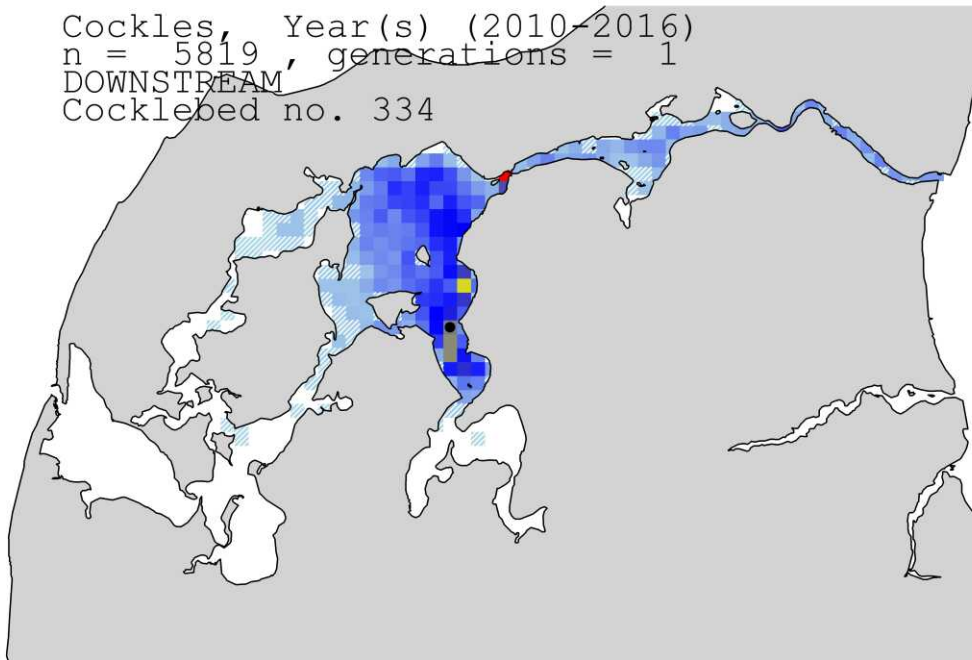 Cockles, Year(s) (2010-2016)
n = 5819 , generations = 1
DOWNSTREAM
Cocklebed no. 334